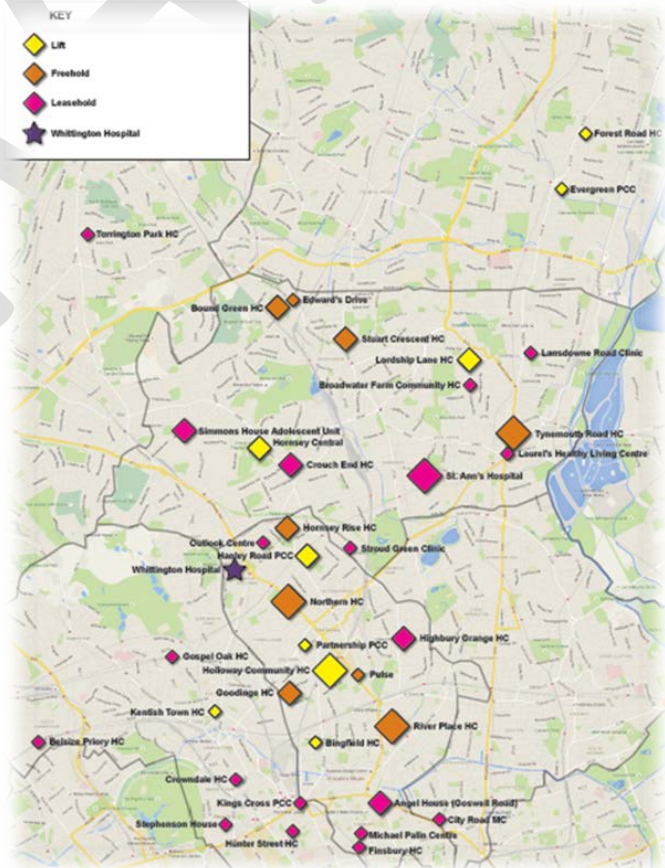 KEY
Lift
Freehold
Leasehold
Whittington Hospital
Forest Road HC
Evergreen PCC
Torrington Park HC
Edward's Drive
Bound Green HC
Stuart Crescent HC
Lordship Lane HC
Lansdowne Road Clinic
Broadwater Farm Community HC
Simmons House Adolescent Unit
Hornsey Central
Tynemouth Road HC
Laurel's Healthy Living Centre
Crouch End HC
St. Ann's Hospital
Hornsey Rise HC
Outlook Centre
Stroud Green Clinic
Hanley Road PCC
Whittington Hospital
Northern HC
Highbury Grange HC
Partnership PCC
Gospel Oak HC
Holloway Community HC
Pulse
Goodinge HC
Kentish Town HC
River Place HC
Belsize Priory HC
Bingfield HC
Crowndale HC
Kings Cross PCC
Angel House (Goswell Road)
City Road MC
Stephenson House
Hunter Street HC
Michael Palin Centre
Finsbury HC